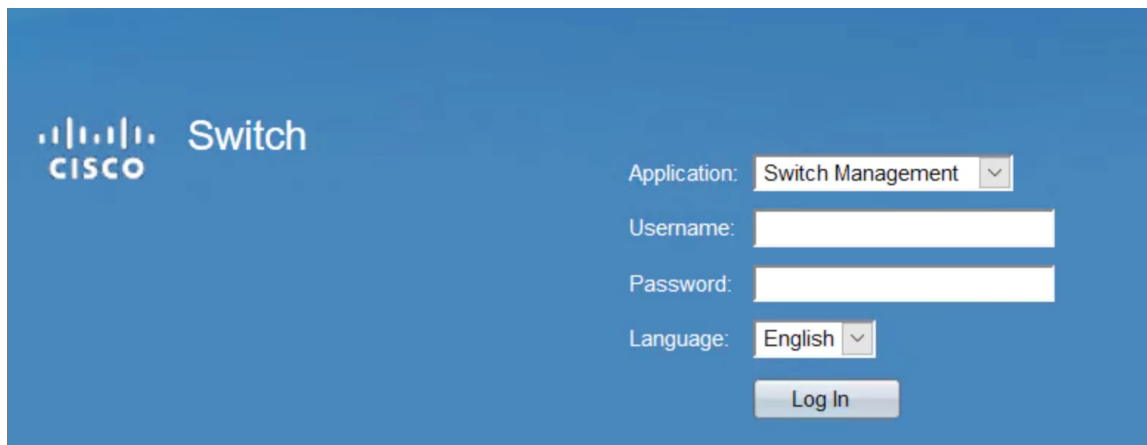 CISCO Switch
Application: Switch Management
Username:
Password:
Language: English
Log In